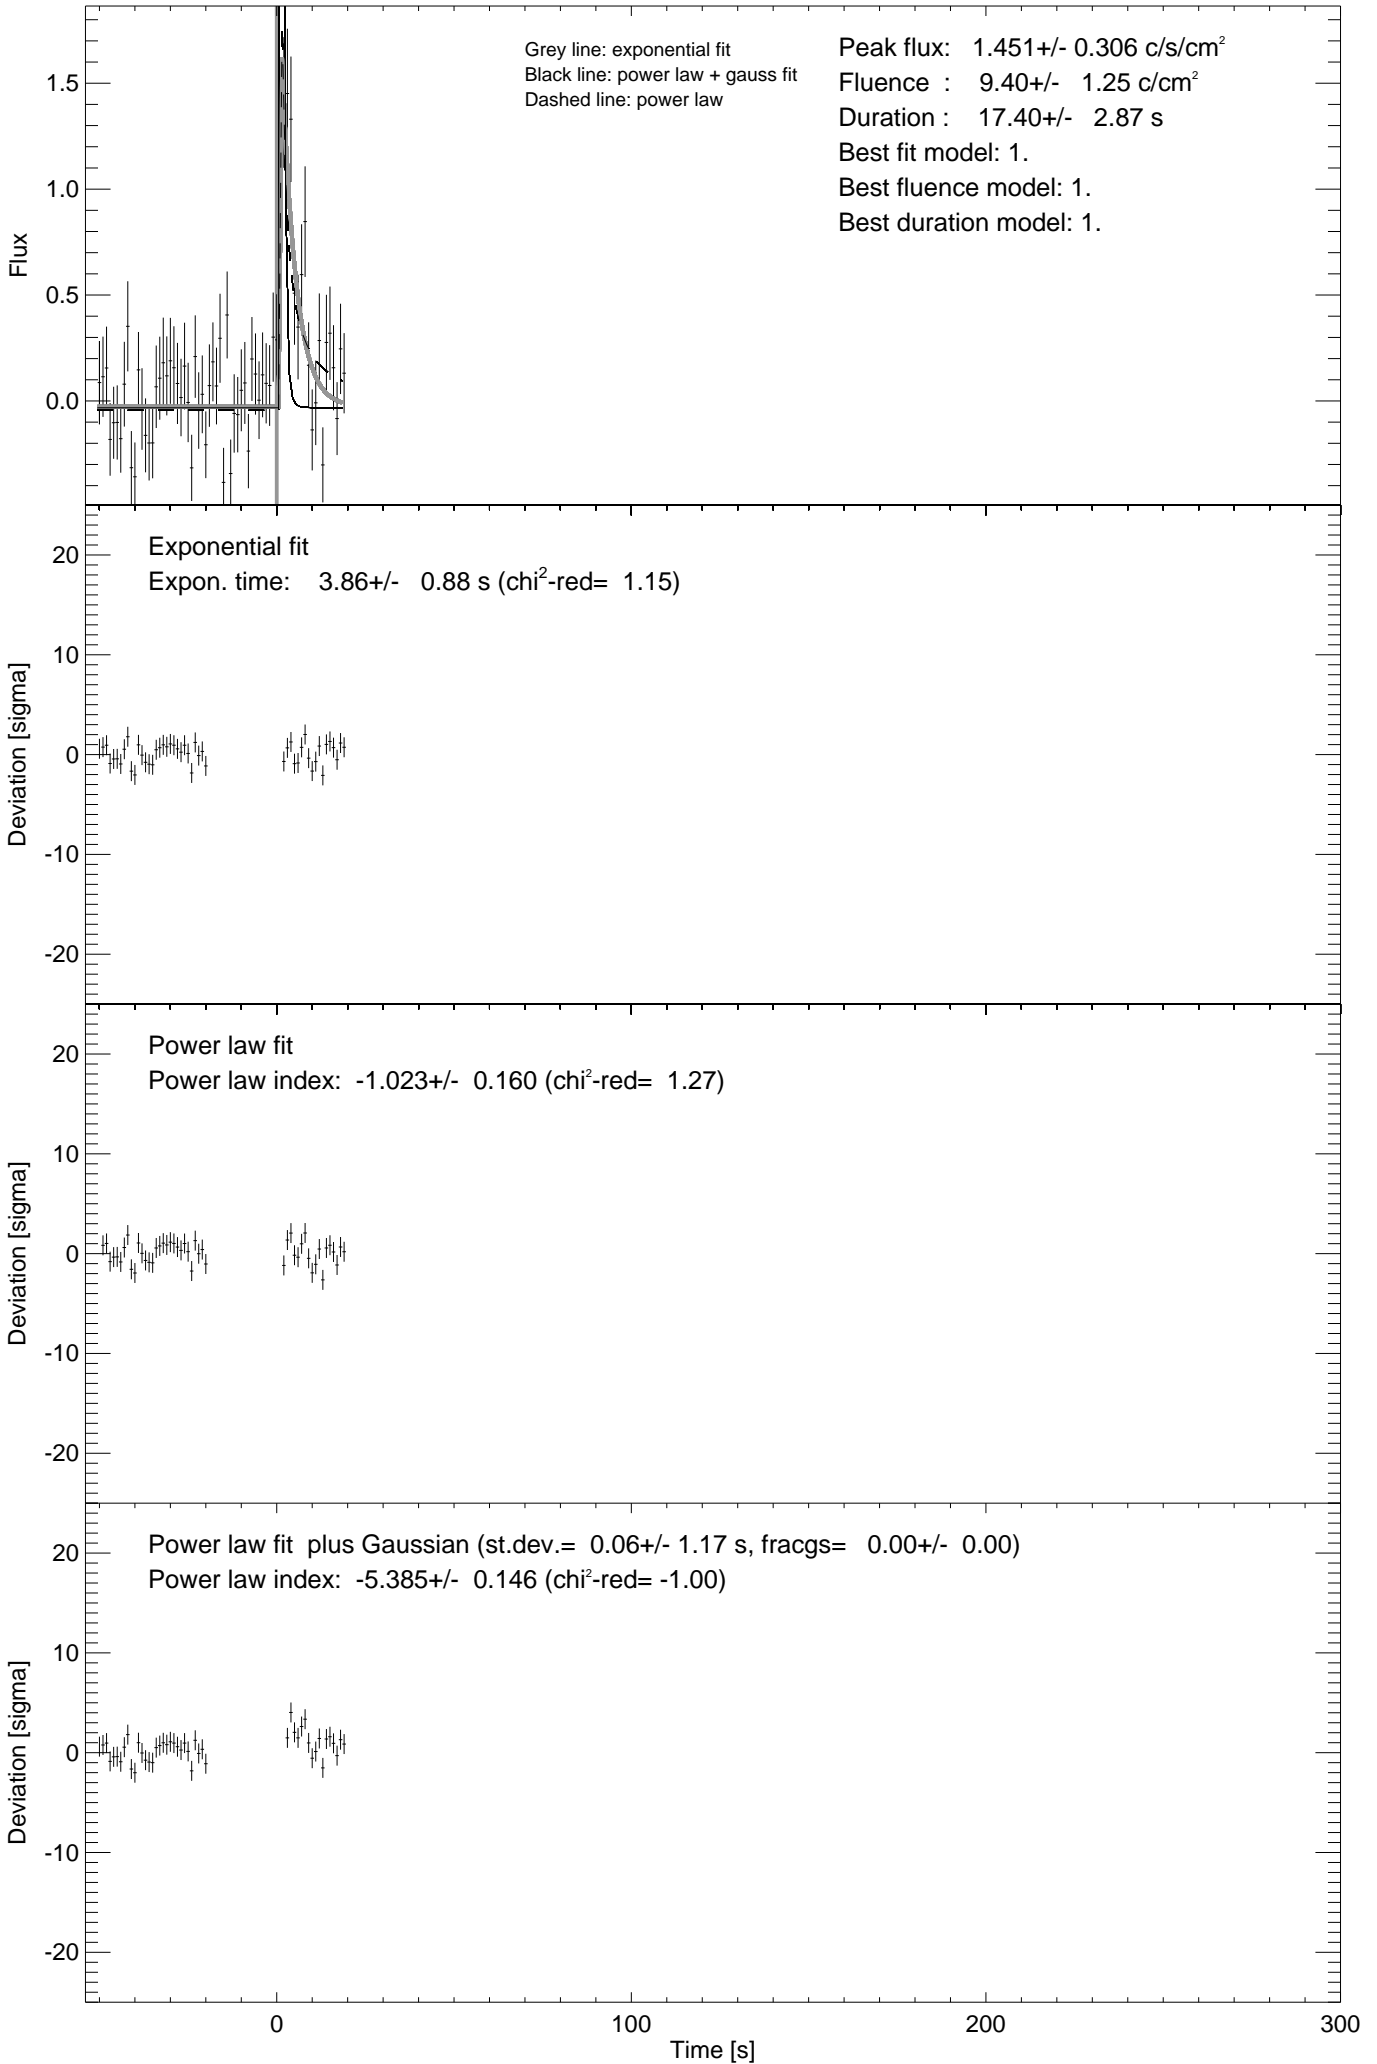 Grey line: exponential fit
Black line: power law + gauss fit
Dashed line: power law
Peak flux: 1.451+/- 0.306 c/s/cm²
Fluence : 9.40+/- 1.25 c/cm²
Duration : 17.40+/- 2.87 s
Best fit model: 1.
Best fluence model: 1.
Best duration model: 1.
Flux
1.5
1.0
0.5
0.0
Exponential fit
Expon. time: 3.86+/- 0.88 s (chi²-red= 1.15)
Deviation [sigma]
20
10
0
-10
-20
Power law fit
Power law index: -1.023+/- 0.160 (chi²-red= 1.27)
Deviation [sigma]
20
10
0
-10
-20
Power law fit plus Gaussian (st.dev.= 0.06+/- 1.17 s, fracgs= 0.00+/- 0.00)
Power law index: -5.385+/- 0.146 (chi²-red= -1.00)
Deviation [sigma]
20
10
0
-10
-20
0 100 200 300
Time [s]